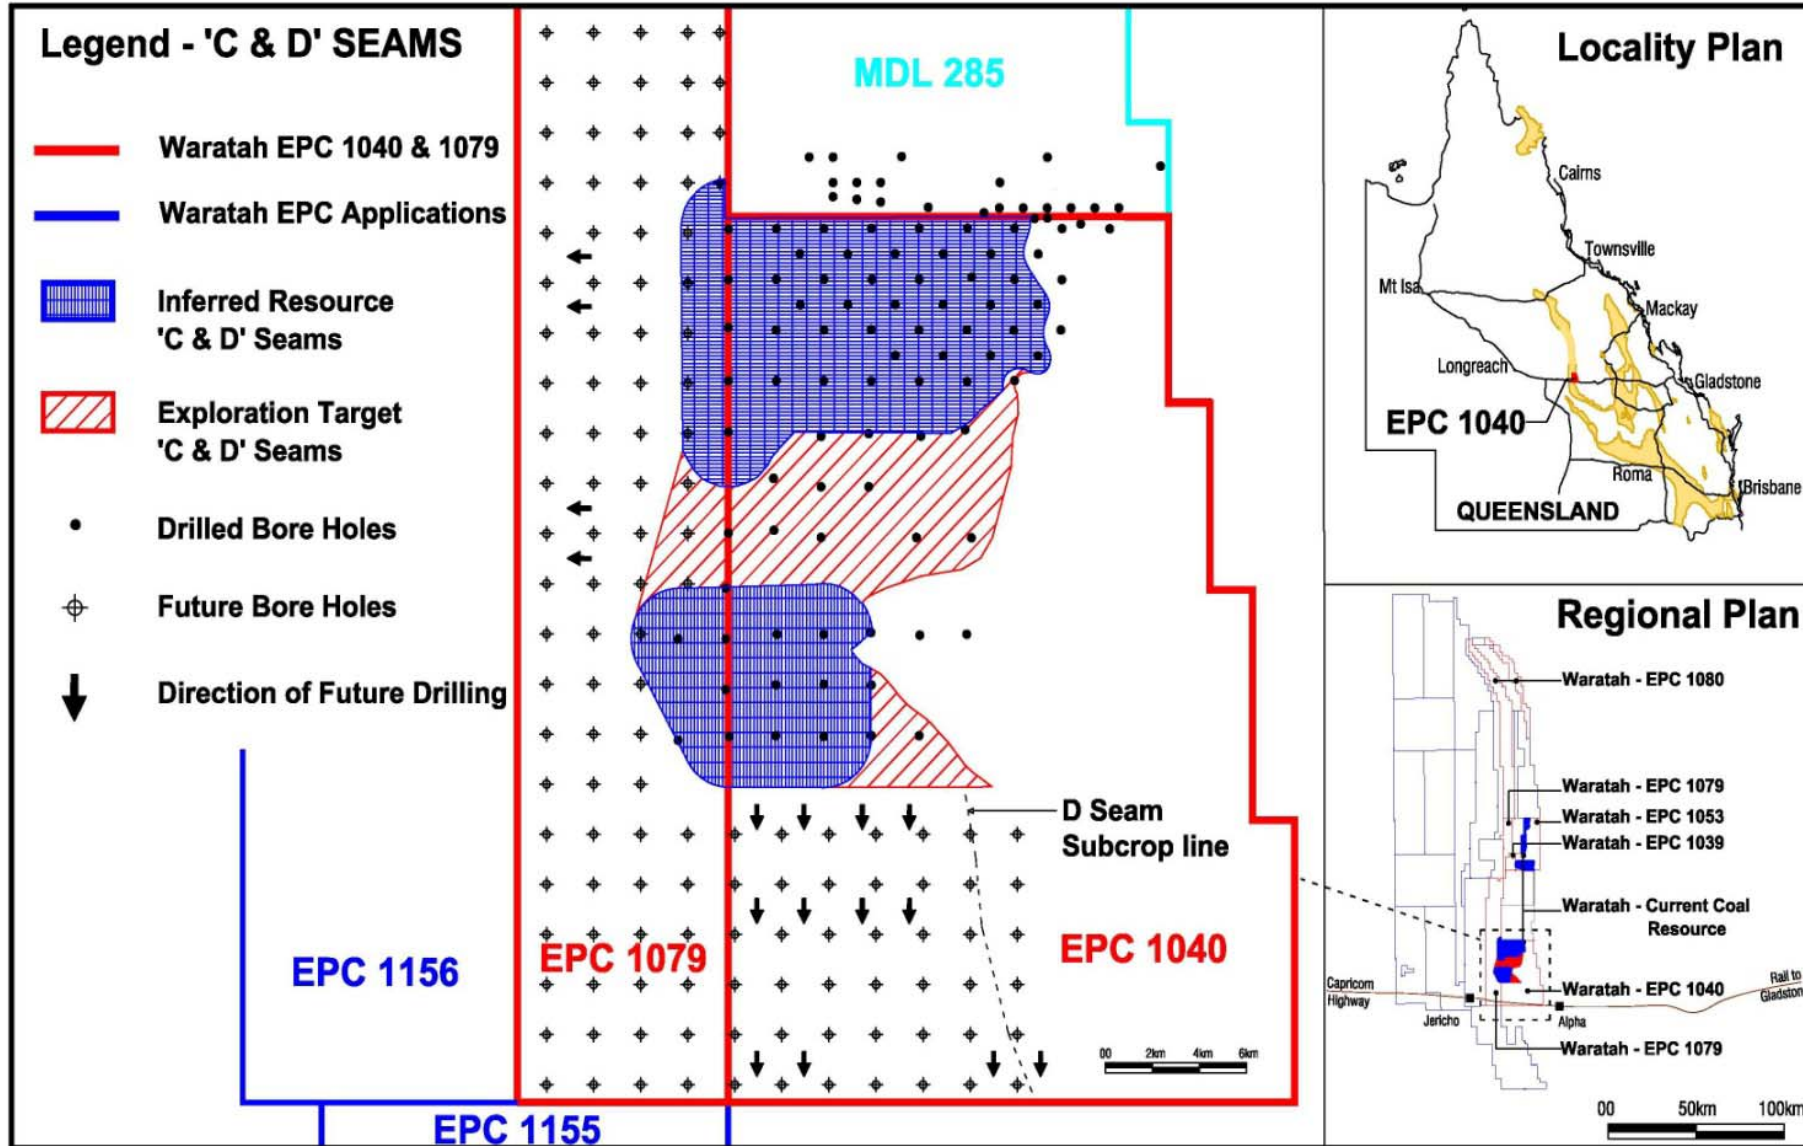 Legend - 'C & D' SEAMS
Waratah EPC 1040 & 1079
Waratah EPC Applications
Inferred Resource
'C & D' Seams
Exploration Target
'C & D' Seams
Drilled Bore Holes
Future Bore Holes
Direction of Future Drilling
EPC 1156
EPC 1155
EPC 1079
MDL 285
D Seam
Subcrop line
EPC 1040
00 2km 4km 6km
Locality Plan
Cairns
Townsville
Mt Isa
Mackay
Longreach
Gladstone
EPC 1040
Roma
Brisbane
QUEENSLAND
Regional Plan
Waratah - EPC 1080
Waratah - EPC 1079
Waratah - EPC 1053
Waratah - EPC 1039
Waratah - Current Coal
Resource
Capricorn
Highway
Rail to
Gladston
Waratah - EPC 1040
Jericho
Alpha
Waratah - EPC 1079
00 50km 100km